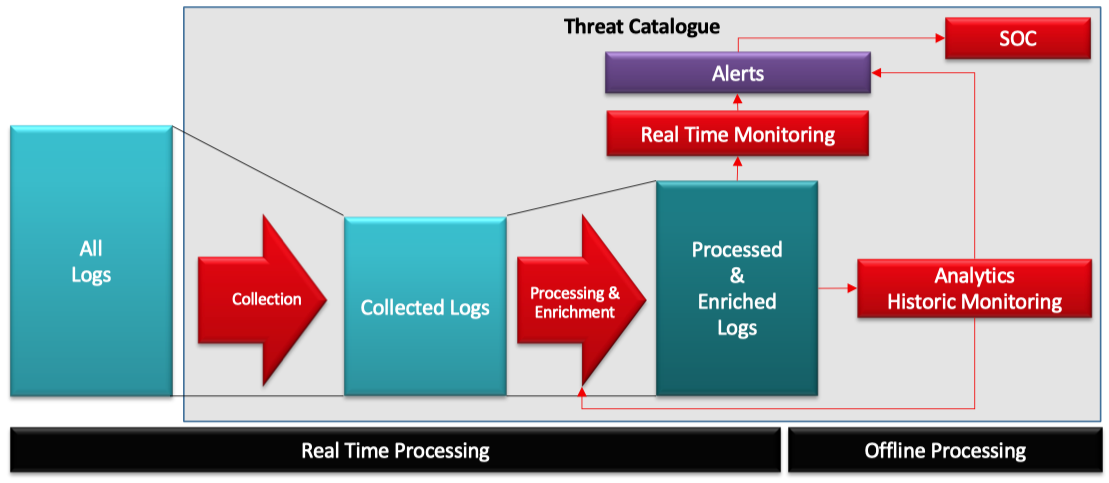 Threat Catalogue
SOC
Alerts
Real Time Monitoring
All
Logs
Collection
Collected Logs
Processing &
Enrichment
Processed
&
Enriched
Logs
Analytics
Historic Monitoring
Real Time Processing
Offline Processing